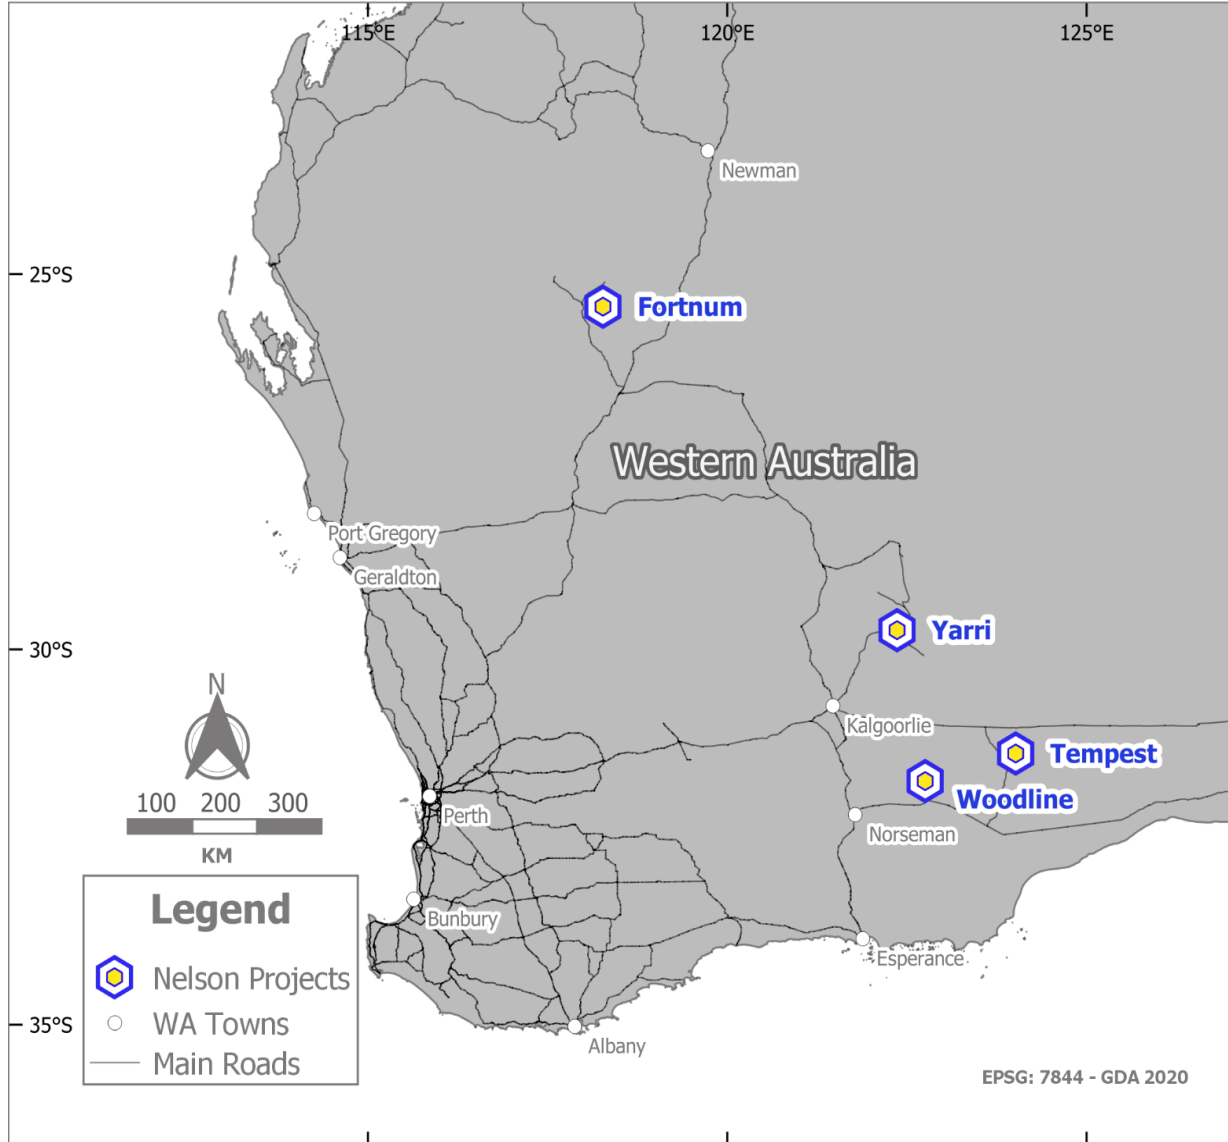 115°E 120°E 125°E
Newman
25°S
Fortnum
Western Australia
Port Gregory
Geraldton
Yarri
30°S
N
Kalgoorlie
Tempest
Woodline
100 200 300
KM
Perth
Norseman
Legend
Bunbury
Nelson Projects
Esperance
WA Towns
35°S
Albany
Main Roads
EPSG: 7844 - GDA 2020